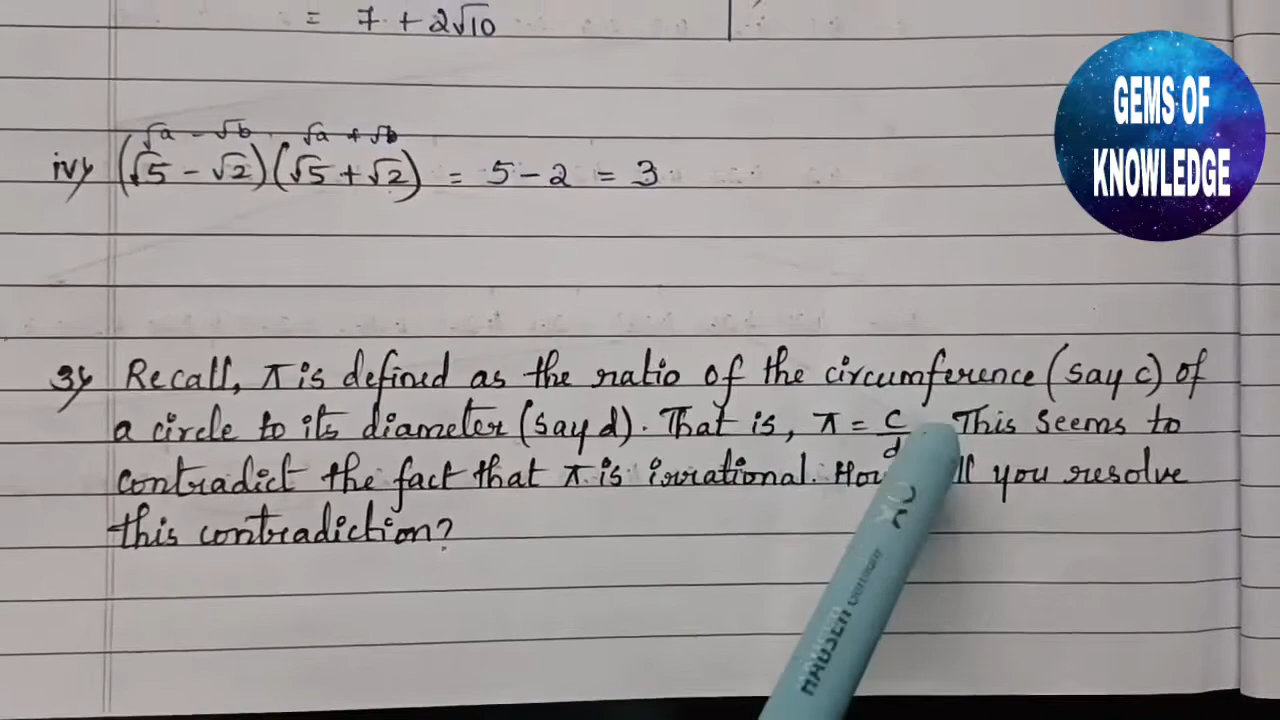 = 7 + 2√10
√a - √b √a + √b
iv) (√5 - √2)(√5 + √2) = 5 - 2 = 3
GEMS OF
KNOWLEDGE
3) Recall, π is defined as the ratio of the circumference (say c) of
a circle to its diameter (say d). That is, π = c/d. This seems to
contradict the fact that π is irrational. you resolve
this contradiction?
HAUSER